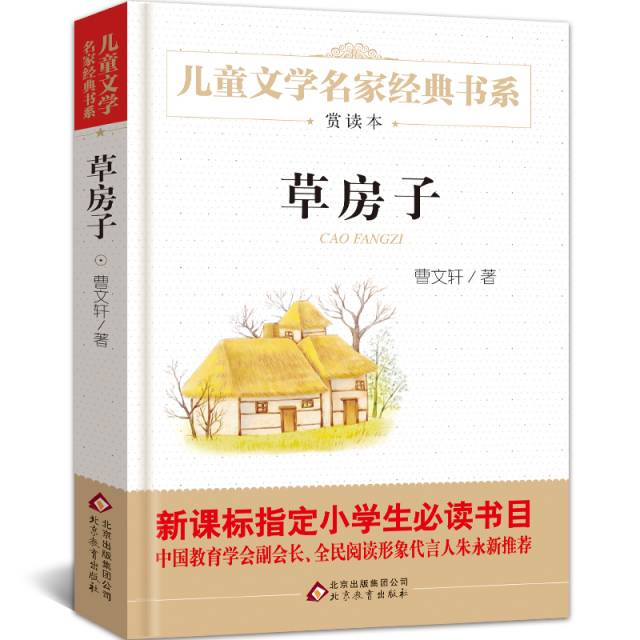 儿童文学
名家经典书系
草房子
曹文轩/著
北京出版集团公司
北京教育出版社
儿童文学名家经典书系
赏读本
草房子
CAO FANGZI
曹文轩/著
新课标指定小学生必读书目
中国教育学会副会长、全民阅读形象代言人朱永新推荐
北京出版集团公司
北京教育出版社